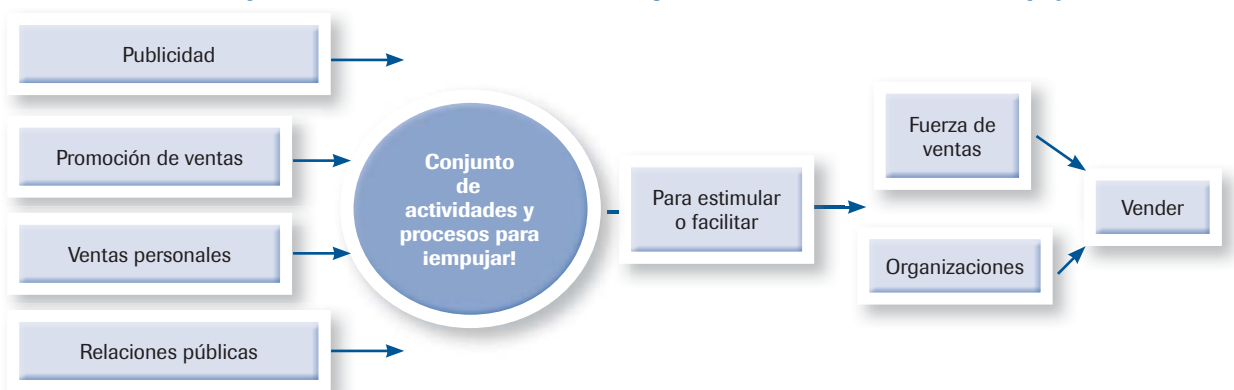 Publicidad
Promoción de ventas
Ventas personales
Relaciones públicas
Conjunto
de
actividades y
procesos para
iempujar!
Para estimular
o facilitar
Fuerza de
ventas
Organizaciones
Vender